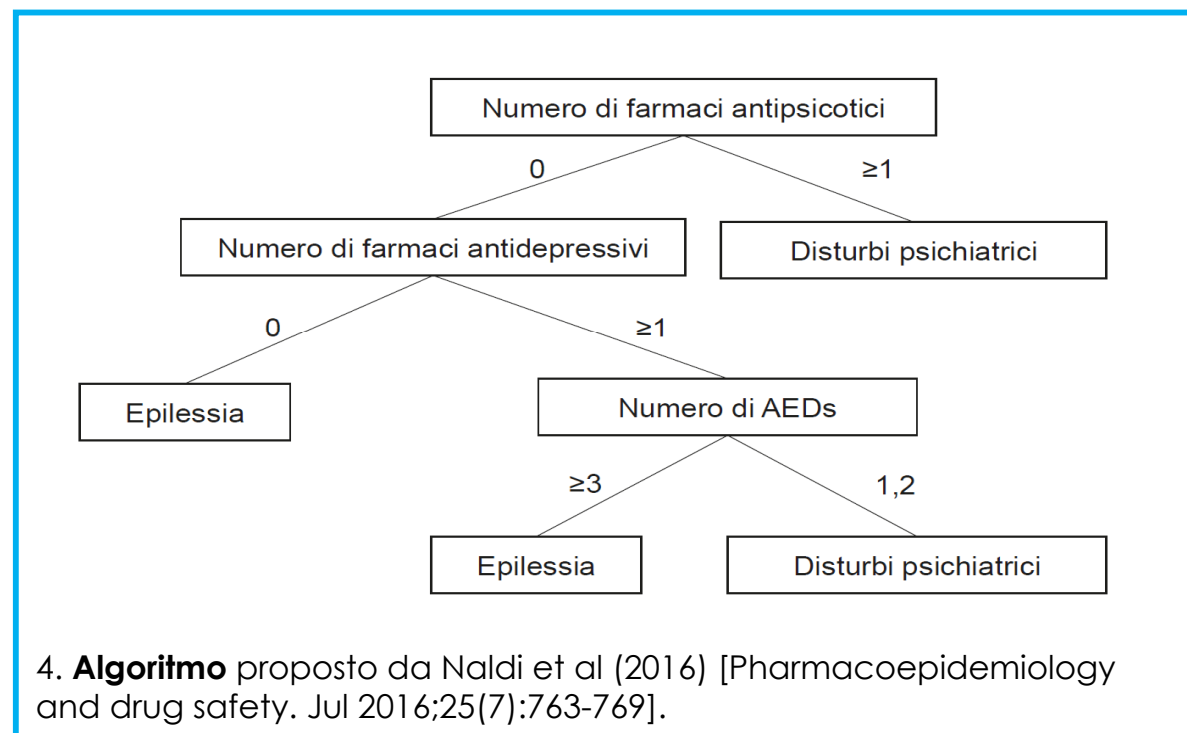 Numero di farmaci antipsicotici
0
≥1
Numero di farmaci antidepressivi
Disturbi psichiatrici
0
≥1
Epilessia
Numero di AEDs
≥3
1,2
Epilessia
Disturbi psichiatrici
4. Algoritmo proposto da Naldi et al (2016) [Pharmacoepidemiology
and drug safety. Jul 2016;25(7):763-769].